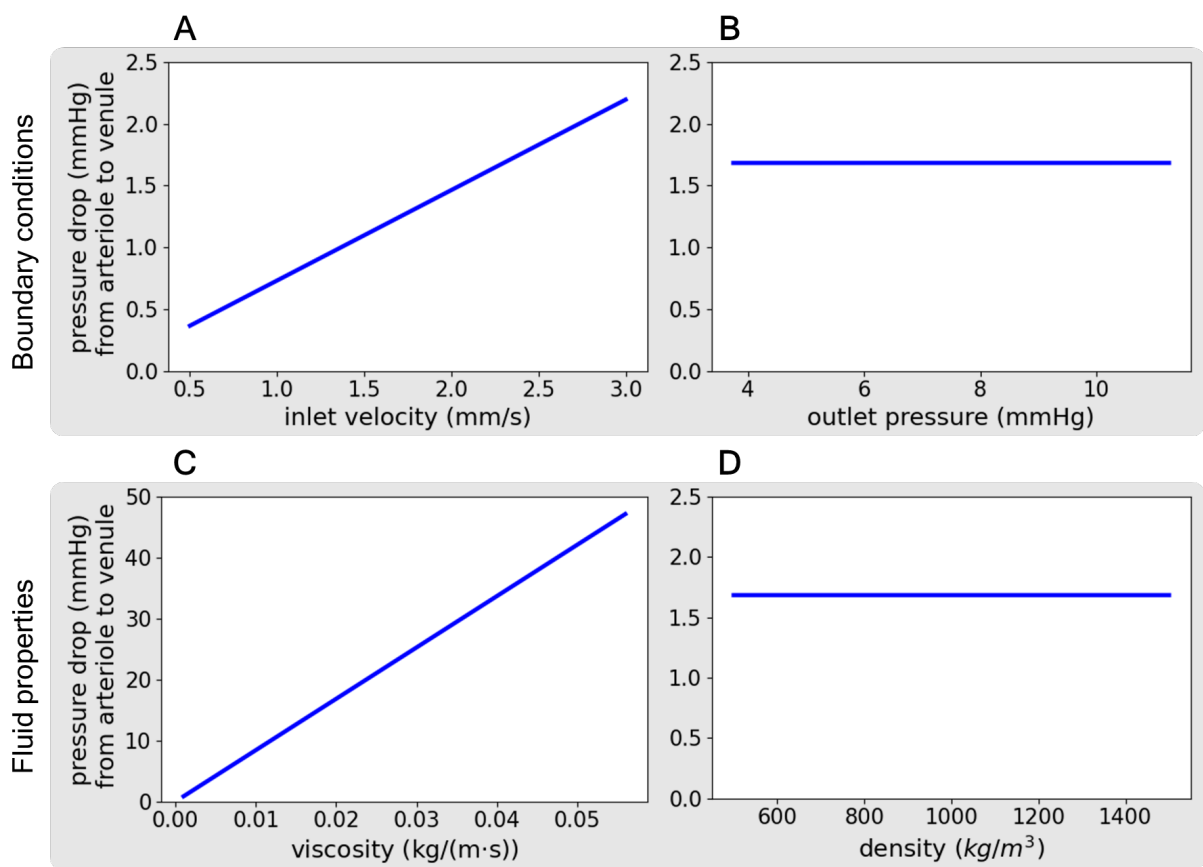 A
B
Boundary conditions
pressure drop (mmHg)
from arteriole to venule
2.5
2.0
1.5
1.0
0.5
0.0
0.5 1.0 1.5 2.0 2.5 3.0
inlet velocity (mm/s)
2.5
2.0
1.5
1.0
0.5
0.0
4 6 8 10
outlet pressure (mmHg)
C
D
Fluid properties
pressure drop (mmHg)
from arteriole to venule
50
40
30
20
10
0
0.00 0.01 0.02 0.03 0.04 0.05
viscosity (kg/(m·s))
2.5
2.0
1.5
1.0
0.5
0.0
600 800 1000 1200 1400
density (kg/m³)